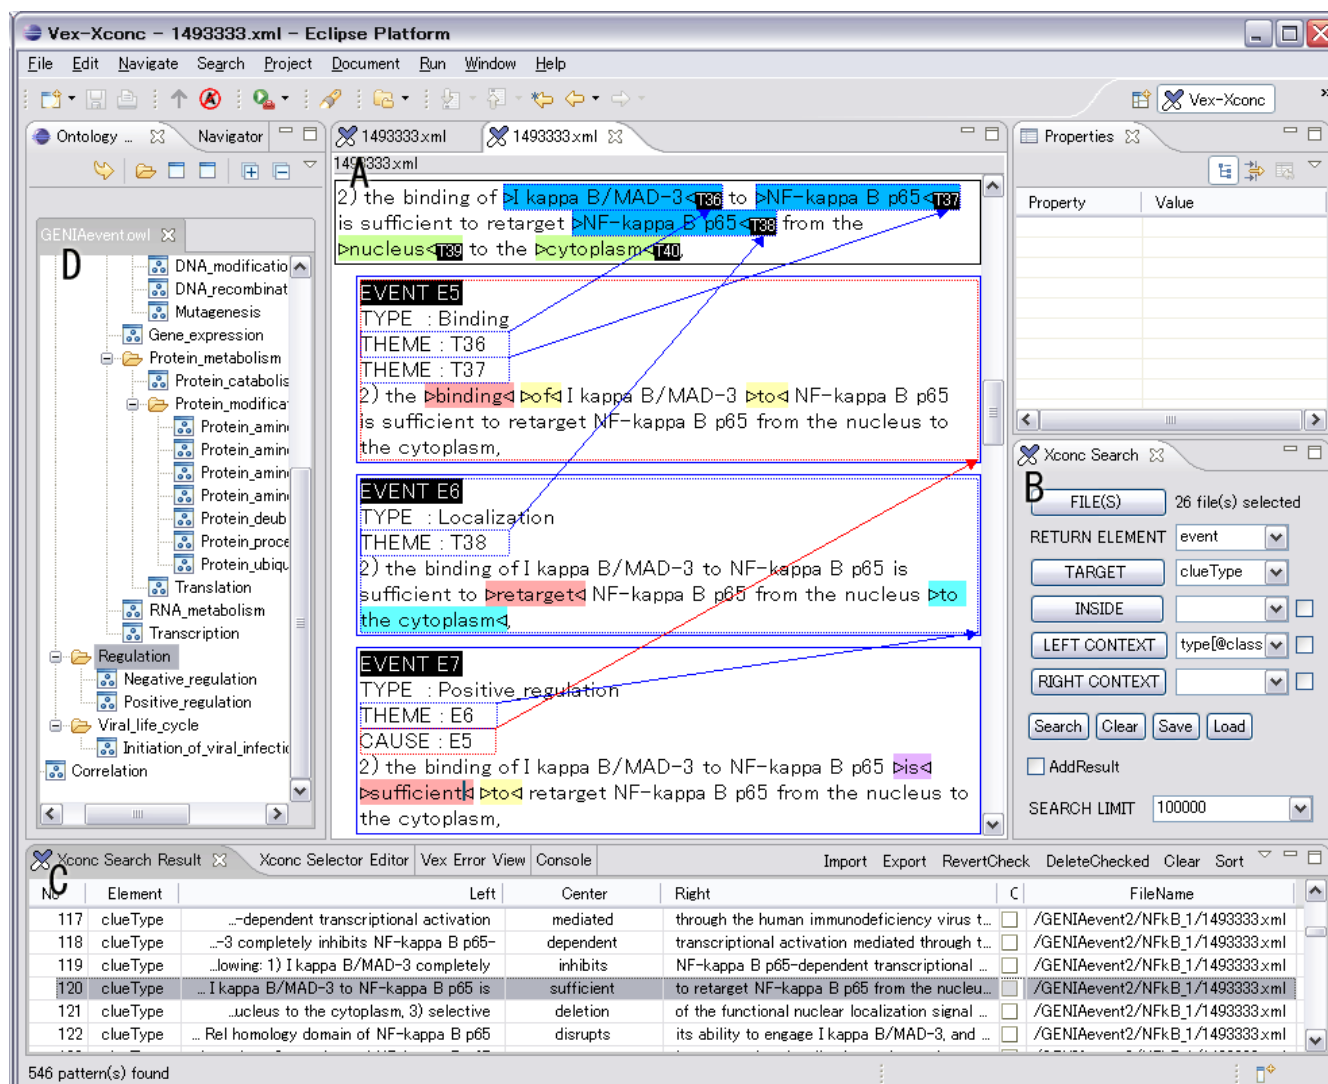 Vex-Xconc - 1493333.xml - Eclipse Platform
File Edit Navigate Search Project Document Run Window Help
Vex-Xconc
Ontology ... Navigator
GENIAevent.owl
D
DNA_modificatio
DNA_recombinat
Mutagenesis
Gene_expression
Protein_metabolism
Protein_catabolis
Protein_modifica
Protein_amin
Protein_amin
Protein_amin
Protein_amin
Protein_deub
Protein_proce
Protein_ubiqu
Translation
RNA_metabolism
Transcription
Regulation
Negative_regulation
Positive_regulation
Viral_life_cycle
Initiation_of_viral_infectio
Correlation
1493333.xml 1493333.xml
1493333.xml
A
2) the binding of I kappa B/MAD-3 T36 to NF-kappa B p65 T37
is sufficient to retarget NF-kappa B p65 T38 from the
nucleus T39 to the cytoplasm T40,
EVENT E5
TYPE : Binding
THEME : T36
THEME : T37
2) the binding of I kappa B/MAD-3 to NF-kappa B p65
is sufficient to retarget NF-kappa B p65 from the nucleus to
the cytoplasm,
EVENT E6
TYPE : Localization
THEME : T38
2) the binding of I kappa B/MAD-3 to NF-kappa B p65 is
sufficient to retarget NF-kappa B p65 from the nucleus to
the cytoplasm,
EVENT E7
TYPE : Positive_regulation
THEME : E6
CAUSE : E5
2) the binding of I kappa B/MAD-3 to NF-kappa B p65 is
sufficient to retarget NF-kappa B p65 from the nucleus to
the cytoplasm,
Properties
Property Value
Xconc Search
B
FILE(S) 26 file(s) selected
RETURN ELEMENT event
TARGET clueType
INSIDE
LEFT CONTEXT type[@class
RIGHT CONTEXT
Search Clear Save Load
AddResult
SEARCH LIMIT 100000
Xconc Search Result Xconc Selector Editor Vex Error View Console Import Export RevertCheck DeleteChecked Clear Sort
C
Element Left Center Right C FileName
117 clueType ...-dependent transcriptional activation mediated through the human immunodeficiency virus t... /GENIAevent2/NFkB_1/1493333.xml
118 clueType ...-3 completely inhibits NF-kappa B p65- dependent transcriptional activation mediated through t... /GENIAevent2/NFkB_1/1493333.xml
119 clueType ...lowing: 1) I kappa B/MAD-3 completely inhibits NF-kappa B p65-dependent transcriptional ... /GENIAevent2/NFkB_1/1493333.xml
120 clueType ... I kappa B/MAD-3 to NF-kappa B p65 is sufficient to retarget NF-kappa B p65 from the nucleu... /GENIAevent2/NFkB_1/1493333.xml
121 clueType ...ucleus to the cytoplasm, 3) selective deletion of the functional nuclear localization signal ... /GENIAevent2/NFkB_1/1493333.xml
122 clueType ... Rel homology domain of NF-kappa B p65 disrupts its ability to engage I kappa B/MAD-3, and ... /GENIAevent2/NFkB_1/1493333.xml
546 pattern(s) found